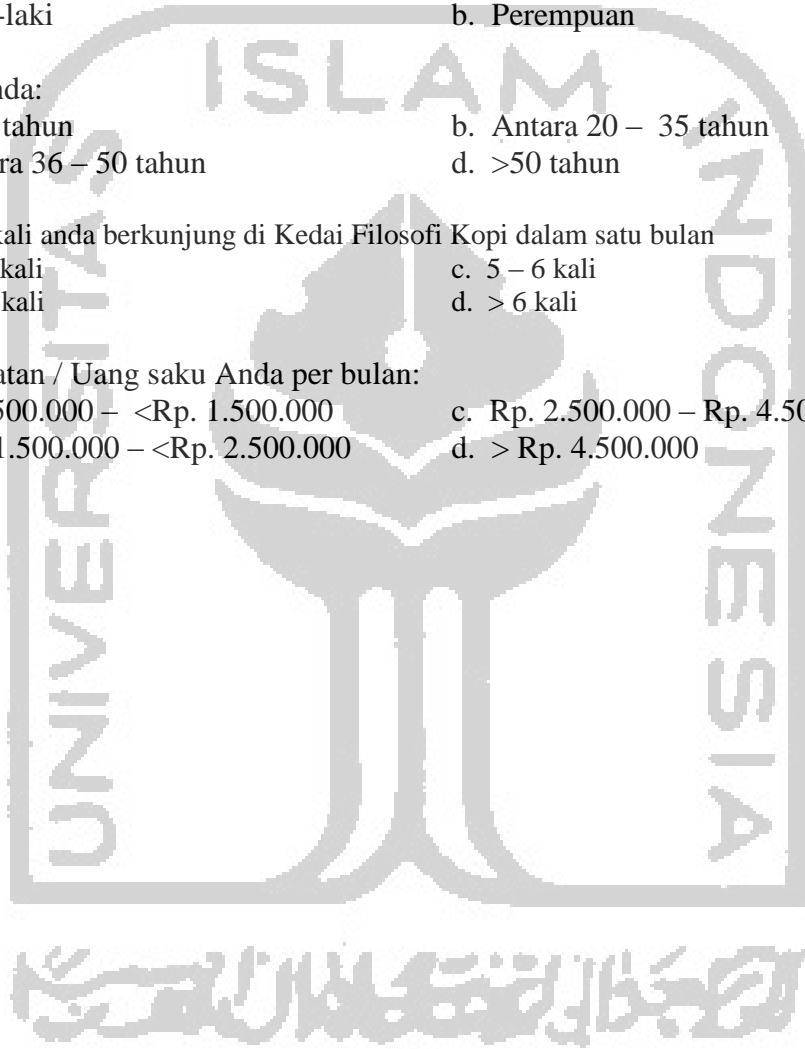 -laki b. Perempuan
nda:
tahun b. Antara 20 – 35 tahun
ra 36 – 50 tahun d. >50 tahun
kali anda berkunjung di Kedai Filosofi Kopi dalam satu bulan
kali c. 5 – 6 kali
kali d. > 6 kali
atan / Uang saku Anda per bulan:
500.000 – <Rp. 1.500.000 c. Rp. 2.500.000 – Rp. 4.50
1.500.000 – <Rp. 2.500.000 d. > Rp. 4.500.000
ISLAM
UNIVERSITAS
INDONESIA